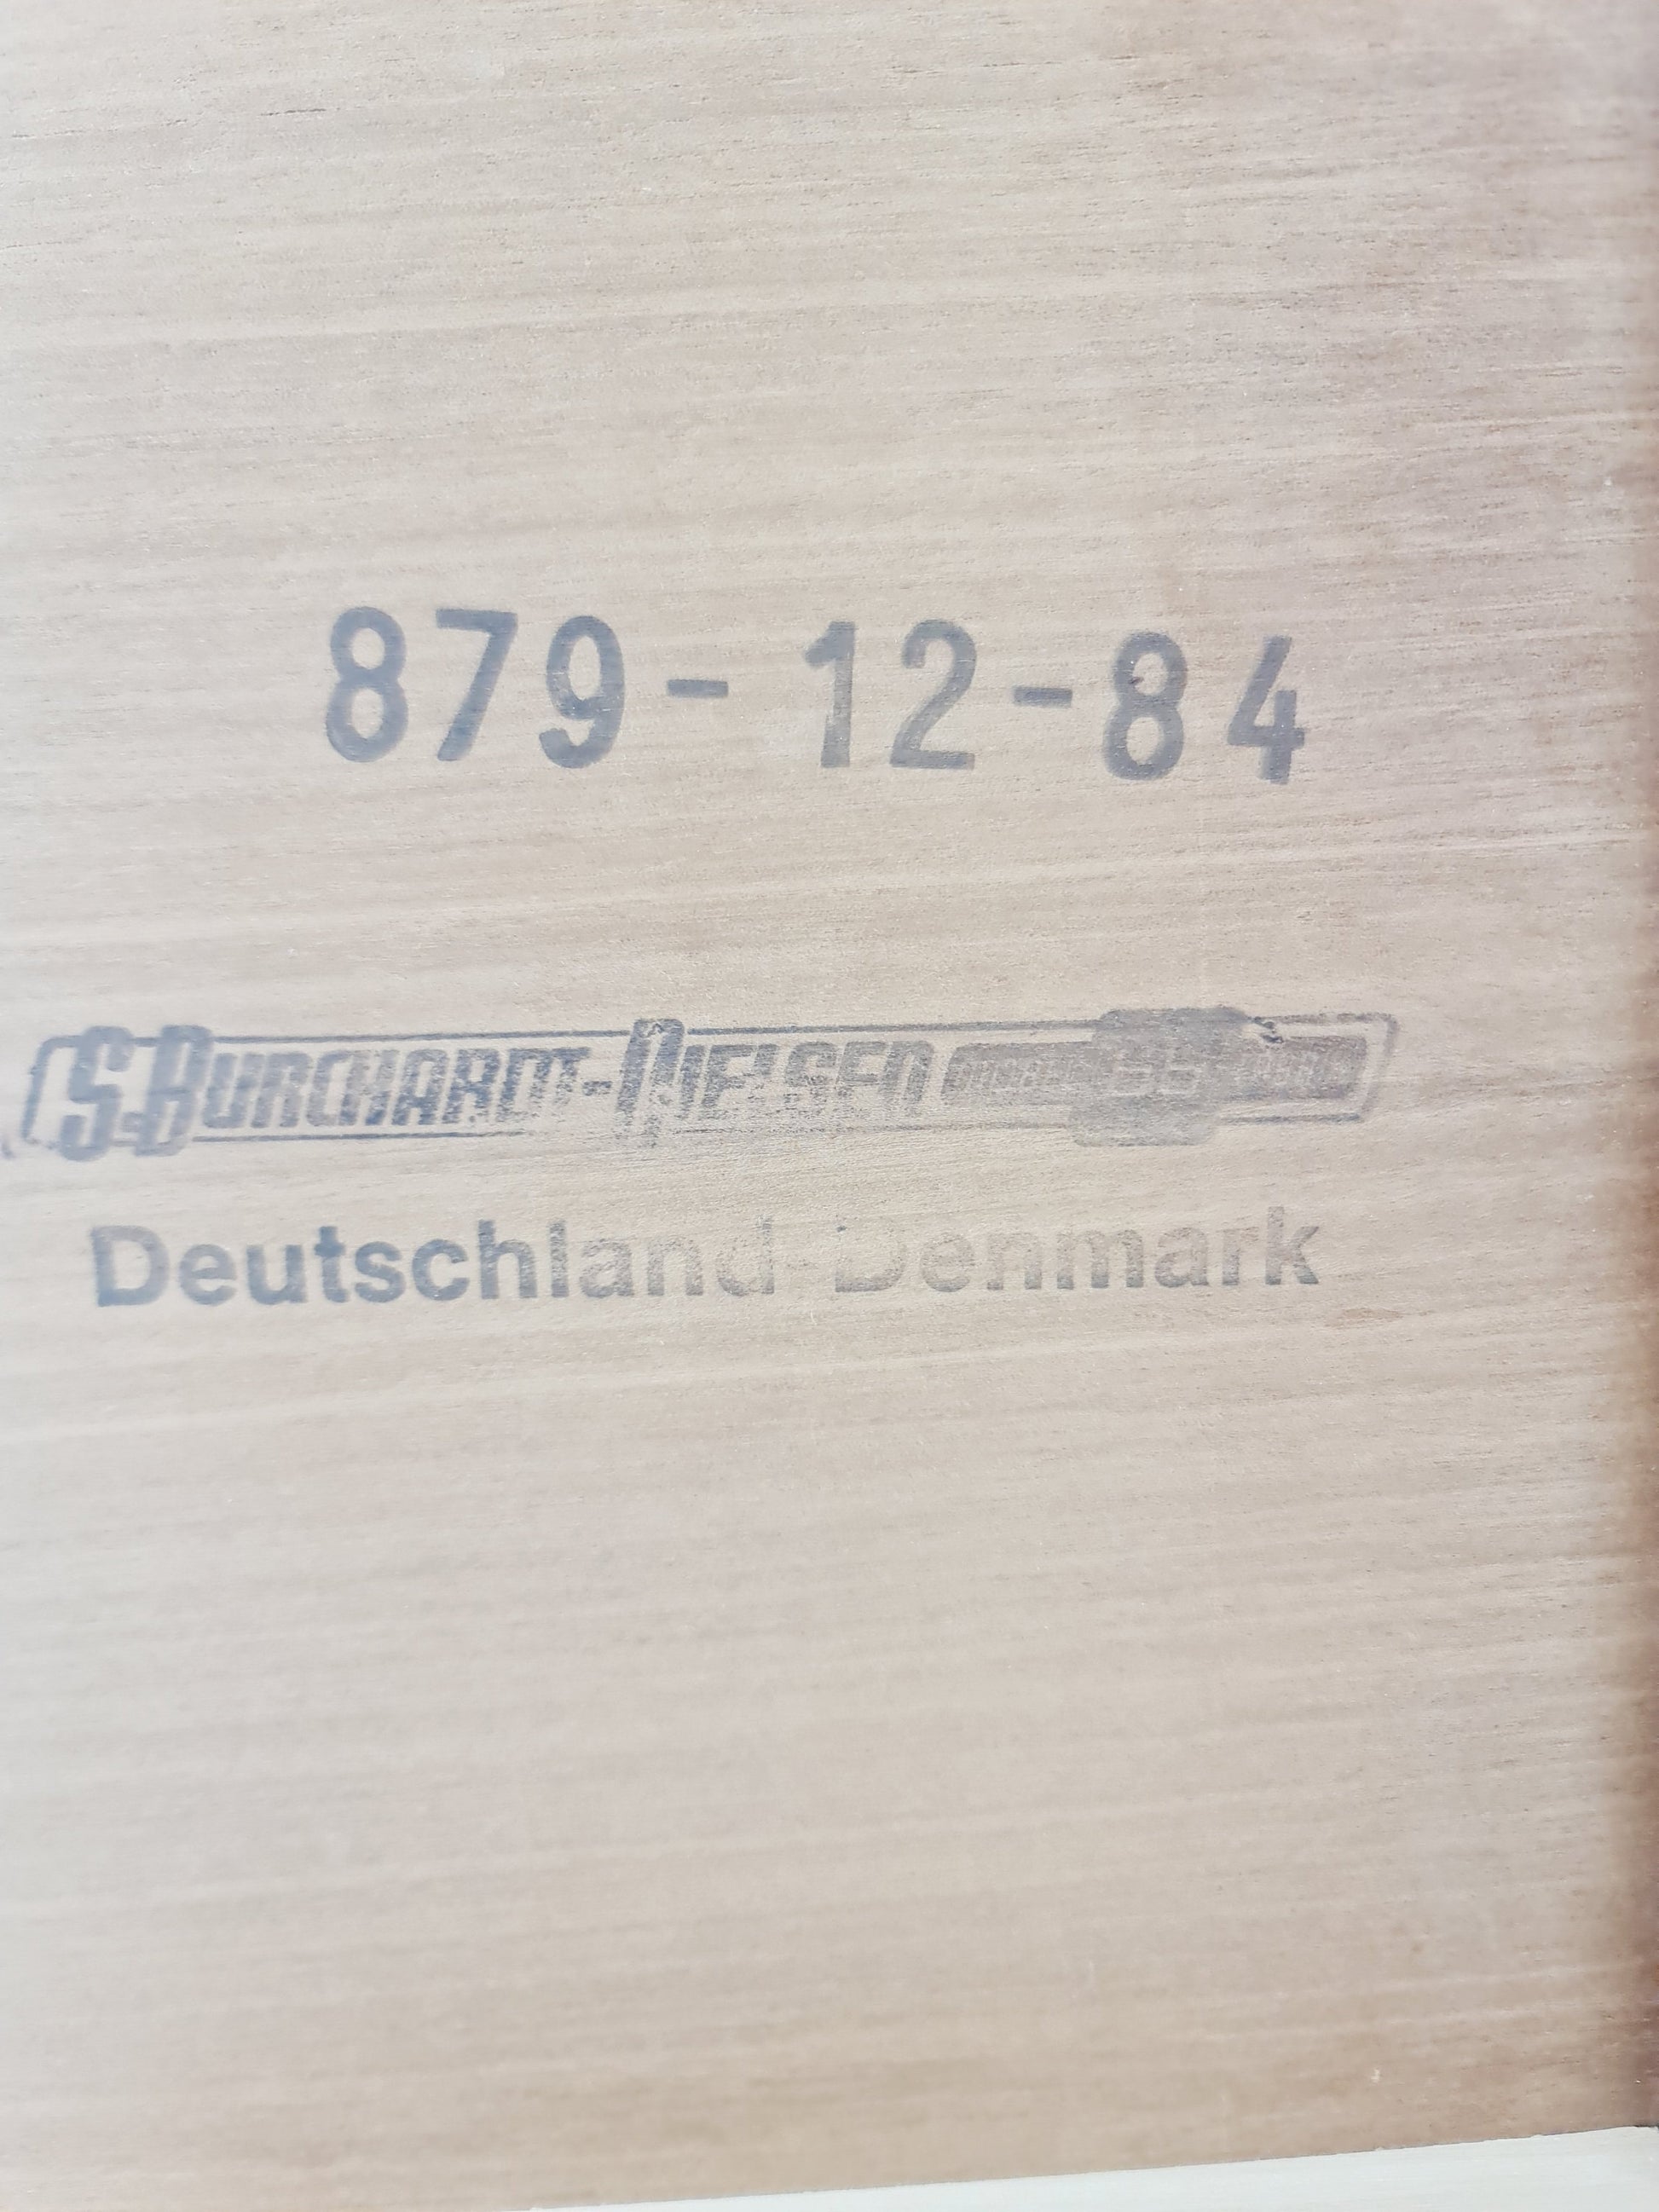 879-12-84
S.BURCHARDT-NIELSEN
Deutschland Denmark